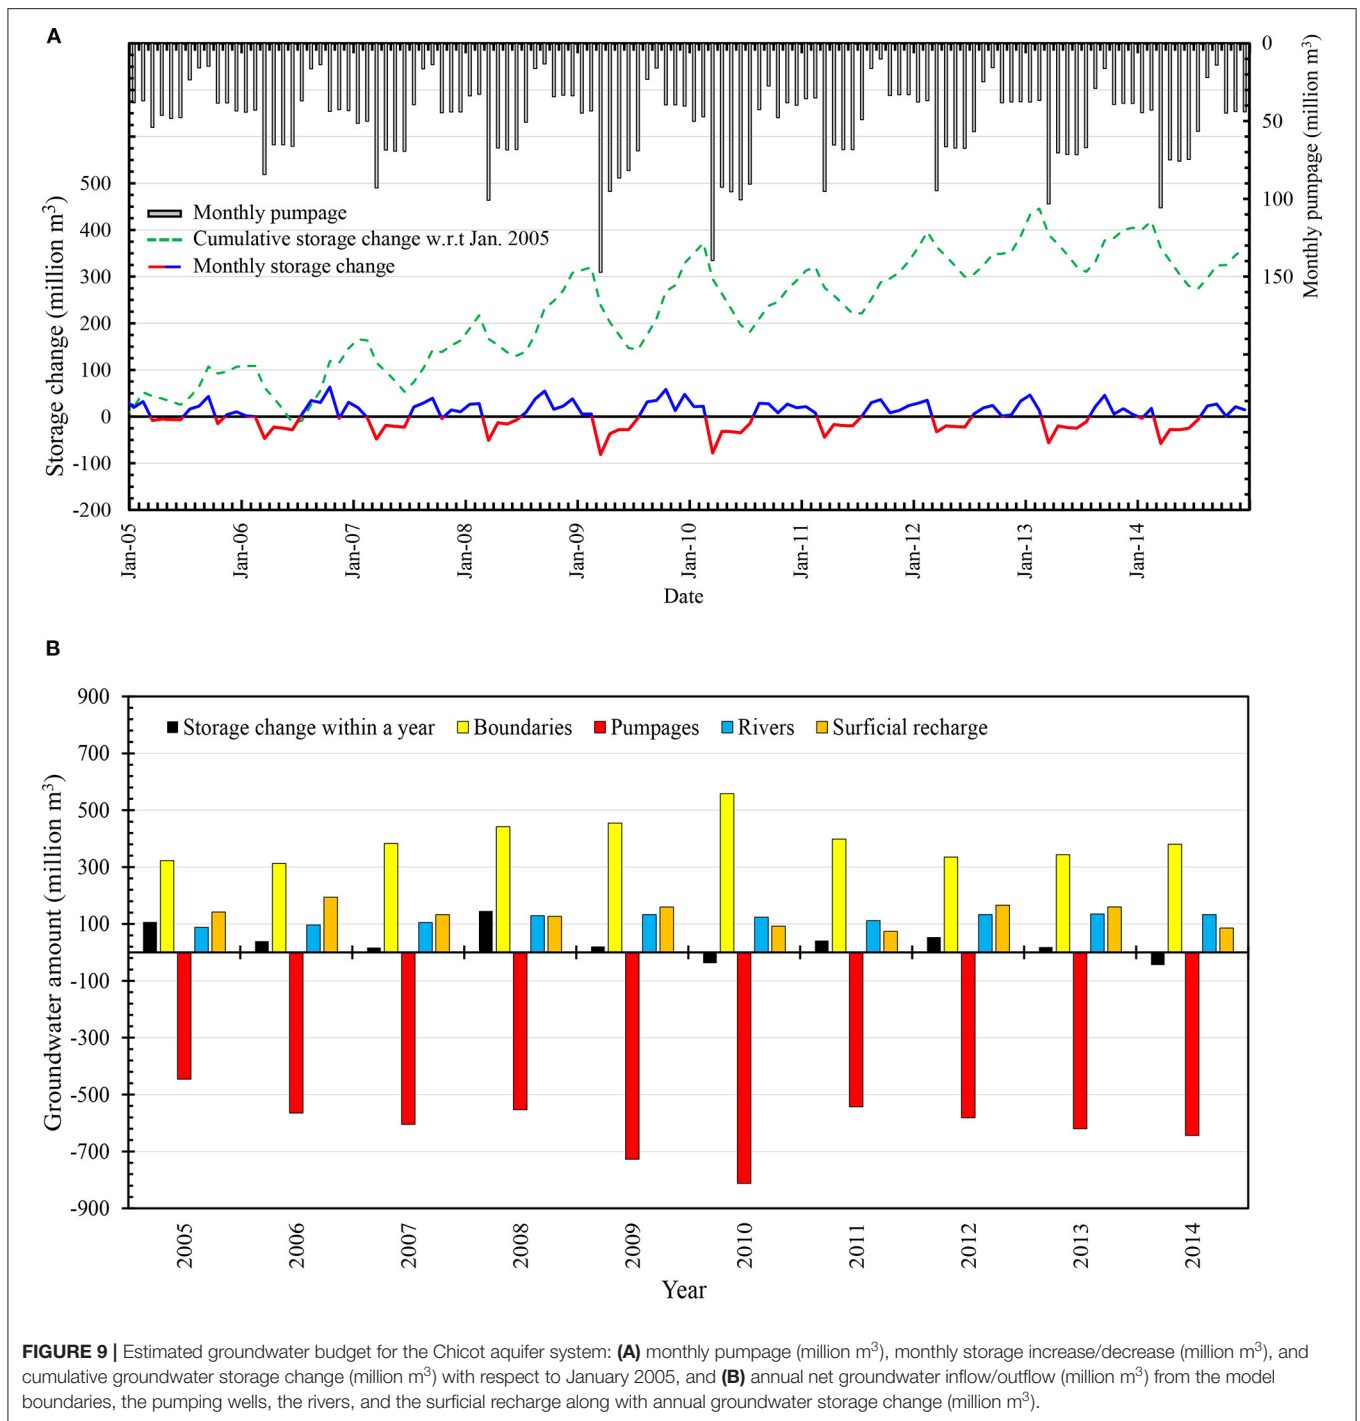 A
0
50
100
150
Monthly pumpage (million m³)
500
400
300
200
100
0
-100
-200
Storage change (million m³)
Monthly pumpage
Cumulative storage change w.r.t Jan. 2005
Monthly storage change
Jan-05
Jan-06
Jan-07
Jan-08
Jan-09
Jan-10
Jan-11
Jan-12
Jan-13
Jan-14
Date
B
900
700
500
300
100
-100
-300
-500
-700
-900
Groundwater amount (million m³)
Storage change within a year Boundaries Pumpages Rivers Surficial recharge
2005
2006
2007
2008
2009
2010
2011
2012
2013
2014
Year
FIGURE 9 | Estimated groundwater budget for the Chicot aquifer system: (A) monthly pumpage (million m³), monthly storage increase/decrease (million m³), and
cumulative groundwater storage change (million m³) with respect to January 2005, and (B) annual net groundwater inflow/outflow (million m³) from the model
boundaries, the pumping wells, the rivers, and the surficial recharge along with annual groundwater storage change (million m³).